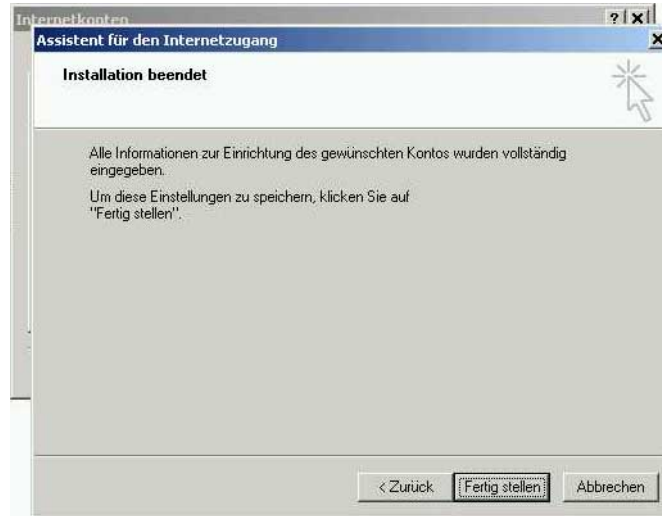 Internetkonten
Assistent für den Internetzugang
Installation beendet
Alle Informationen zur Einrichtung des gewünschten Kontos wurden vollständig
eingegeben.
Um diese Einstellungen zu speichern, klicken Sie auf
"Fertig stellen".
< Zurück Fertig stellen Abbrechen